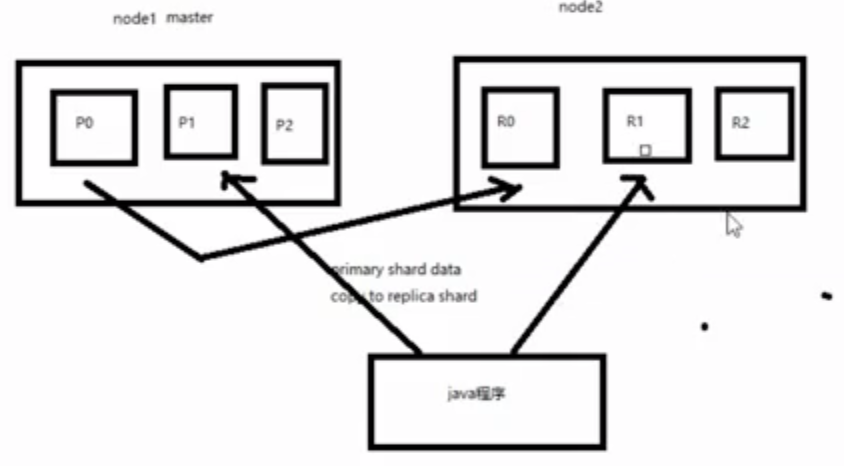 node1 master
node2
P0
P1
P2
R0
R1
R2
primary shard data
copy to replica shard
java程序